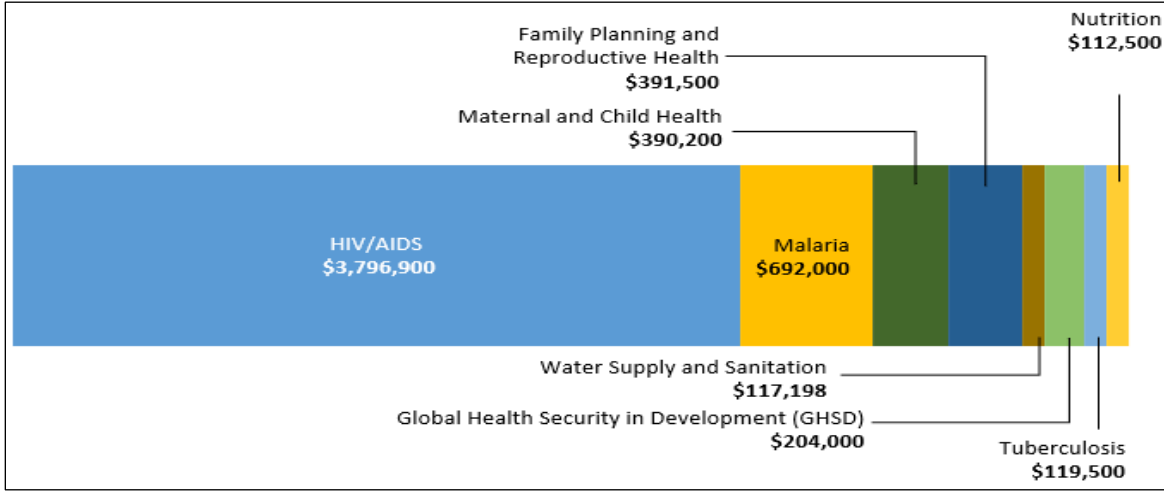 Nutrition
$112,500
Family Planning and
Reproductive Health
$391,500
Maternal and Child Health
$390,200
HIV/AIDS
$3,796,900
Malaria
$692,000
Water Supply and Sanitation
$117,198
Global Health Security in Development (GHSD)
$204,000
Tuberculosis
$119,500